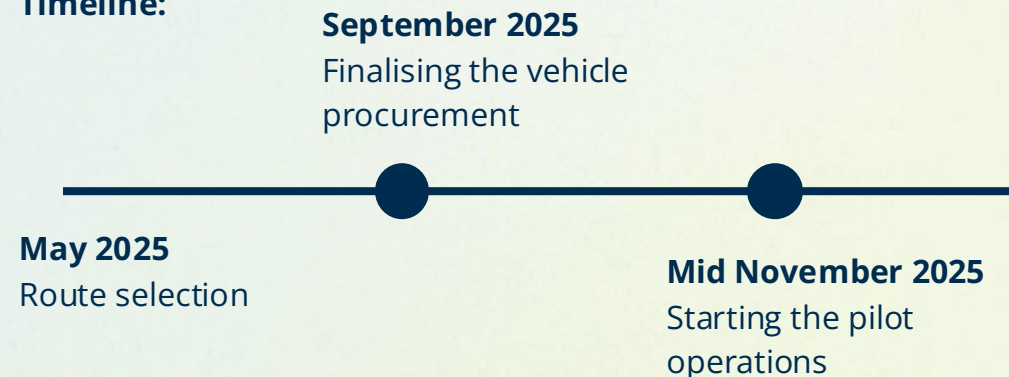 Timeline:
September 2025
Finalising the vehicle
procurement
May 2025
Route selection
Mid November 2025
Starting the pilot
operations